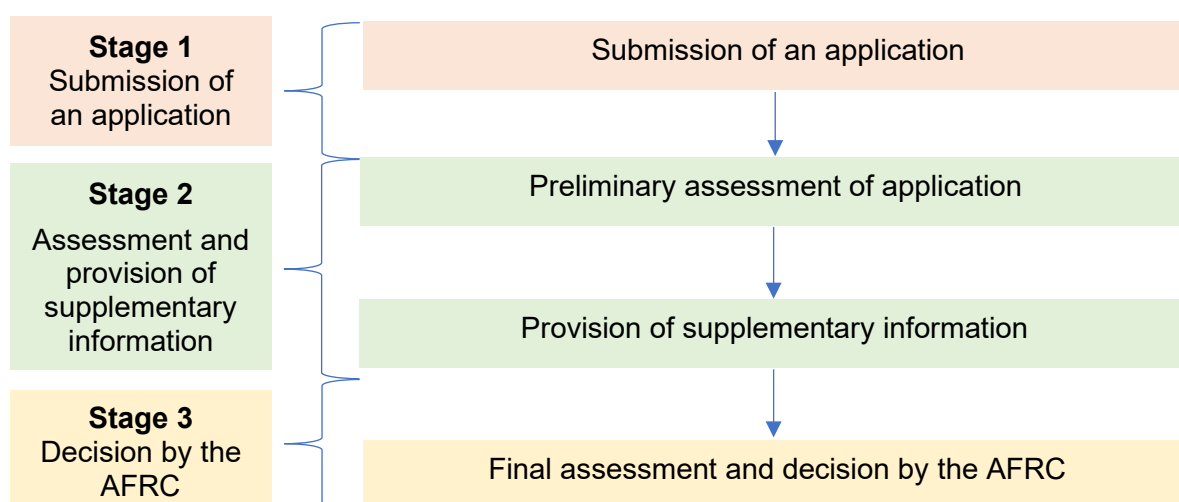 Stage 1
Submission of
an application
Submission of an application
Stage 2
Assessment and
provision of
supplementary
information
Preliminary assessment of application
Provision of supplementary information
Stage 3
Decision by the
AFRC
Final assessment and decision by the AFRC